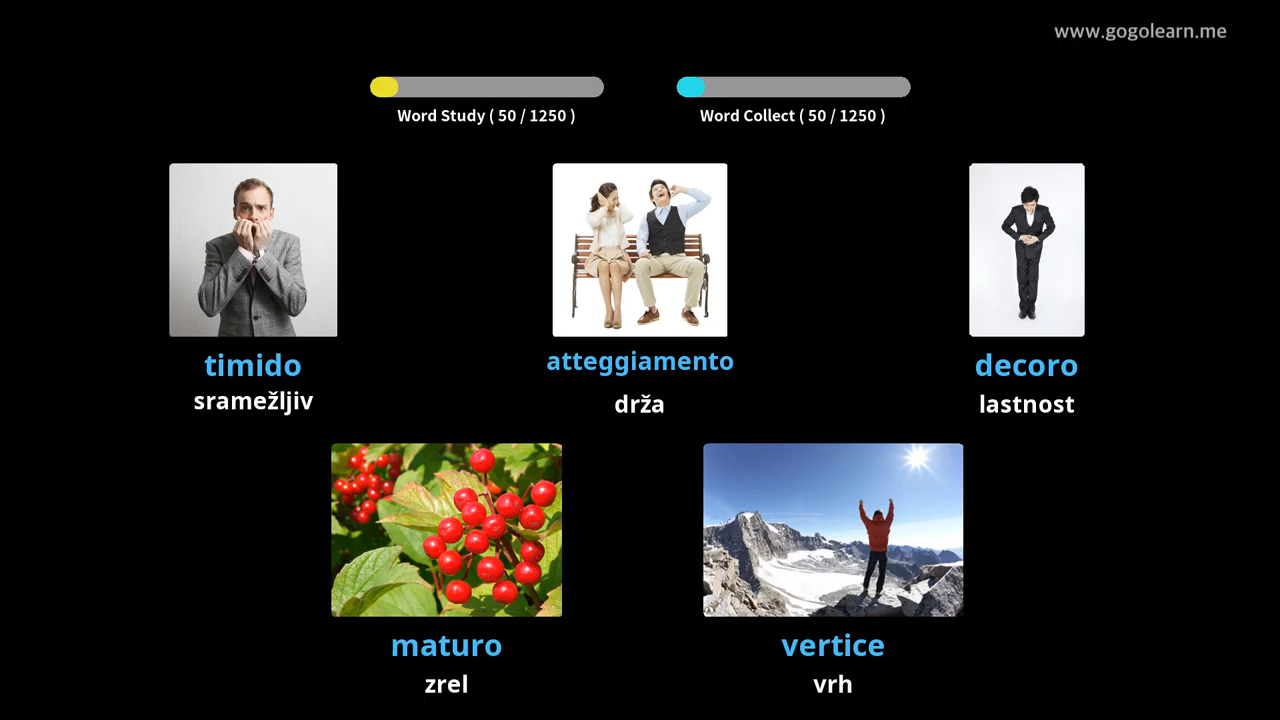 www.gogolearn.me
Word Study ( 50 / 1250 )
Word Collect ( 50 / 1250 )
timido
sramežljiv
atteggiamento
drža
decoro
lastnost
maturo
zrel
vertice
vrh